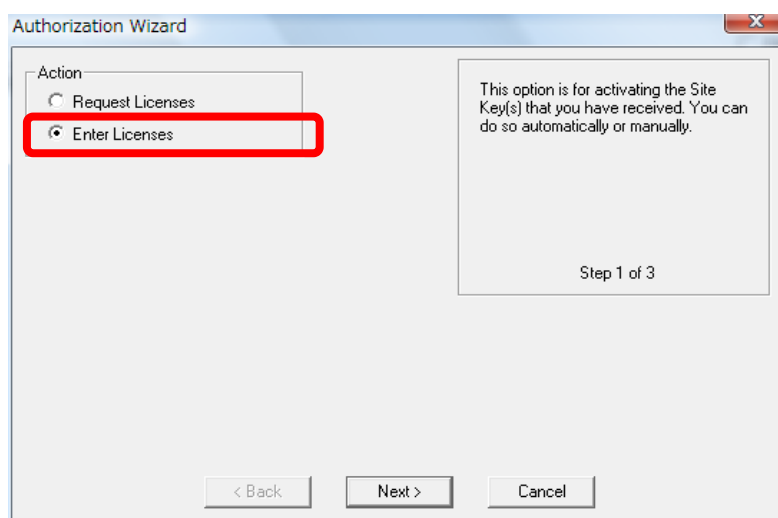 Authorization Wizard
Action
Request Licenses
Enter Licenses
This option is for activating the Site
Key(s) that you have received. You can
do so automatically or manually.
Step 1 of 3
< Back
Next >
Cancel